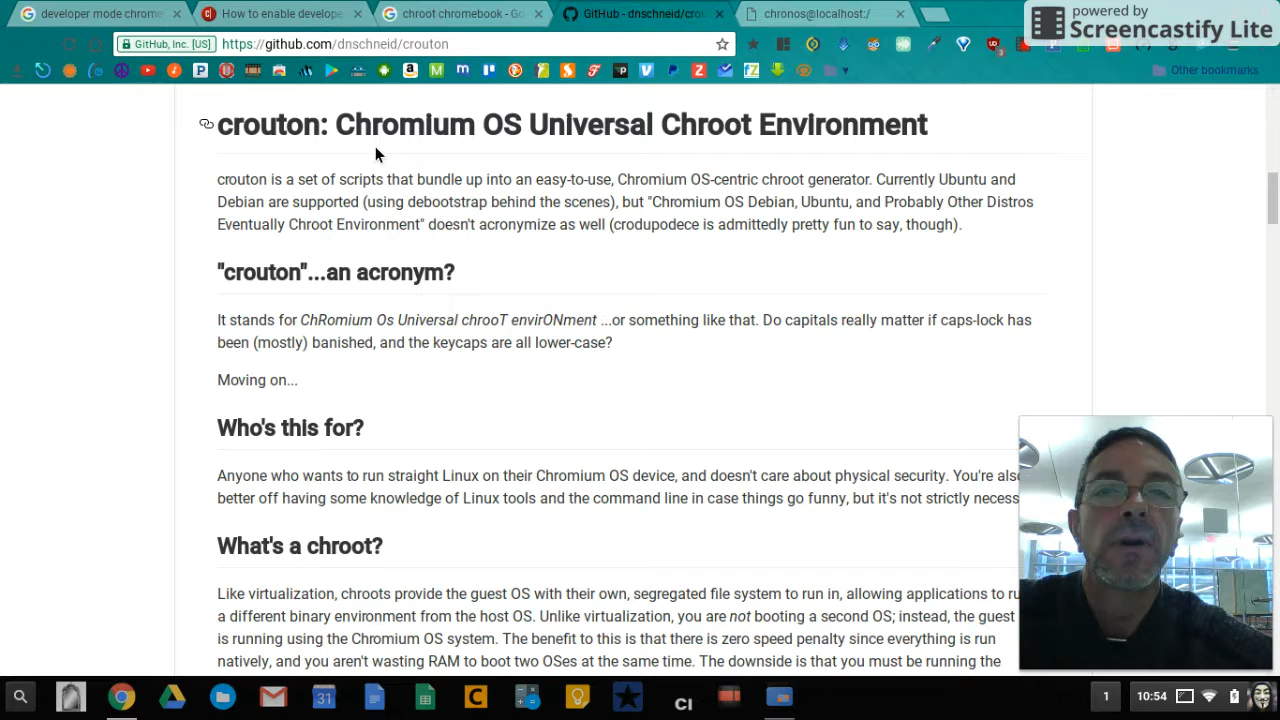 developer mode chrome
How to enable develope
chroot chromebook - Go
GitHub - dnschneid/crou
chronos@localhost:/
powered by
Screencastify Lite
GitHub, Inc. [US]
https://github.com/dnschneid/crouton
Other bookmarks
crouton: Chromium OS Universal Chroot Environment
crouton is a set of scripts that bundle up into an easy-to-use, Chromium OS-centric chroot generator. Currently Ubuntu and
Debian are supported (using debootstrap behind the scenes), but "Chromium OS Debian, Ubuntu, and Probably Other Distros
Eventually Chroot Environment" doesn't acronymize as well (crodupodece is admittedly pretty fun to say, though).
"crouton"...an acronym?
It stands for ChRomium Os Universal chrooT envirONment ...or something like that. Do capitals really matter if caps-lock has
been (mostly) banished, and the keycaps are all lower-case?
Moving on...
Who's this for?
Anyone who wants to run straight Linux on their Chromium OS device, and doesn't care about physical security. You're also
better off having some knowledge of Linux tools and the command line in case things go funny, but it's not strictly necess
What's a chroot?
Like virtualization, chroots provide the guest OS with their own, segregated file system to run in, allowing applications to ru
a different binary environment from the host OS. Unlike virtualization, you are not booting a second OS; instead, the guest
is running using the Chromium OS system. The benefit to this is that there is zero speed penalty since everything is run
natively, and you aren't wasting RAM to boot two OSes at the same time. The downside is that you must be running the
31
C
CI
1
10:54